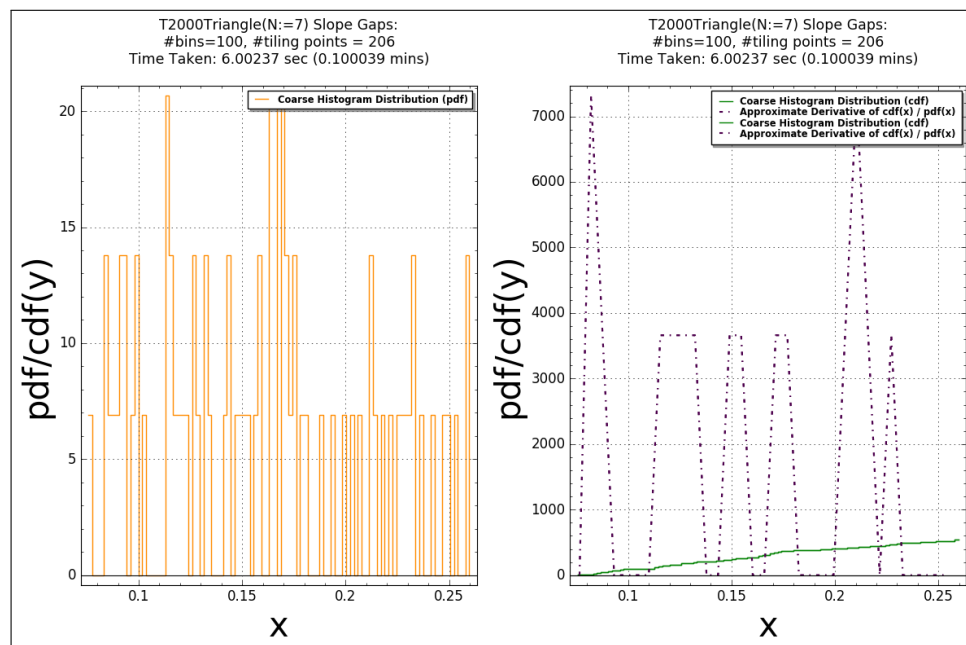 T2000Triangle(N:=7) Slope Gaps:
#bins=100, #tiling points = 206
Time Taken: 6.00237 sec (0.100039 mins)
Coarse Histogram Distribution (pdf)
20
15
10
5
0
0.1
0.15
0.2
0.25
pdf/cdf(y)
x
T2000Triangle(N:=7) Slope Gaps:
#bins=100, #tiling points = 206
Time Taken: 6.00237 sec (0.100039 mins)
Coarse Histogram Distribution (cdf)
Approximate Derivative of cdf(x) / pdf(x)
Coarse Histogram Distribution (cdf)
Approximate Derivative of cdf(x) / pdf(x)
7000
6000
5000
4000
3000
2000
1000
0
0.1
0.15
0.2
0.25
pdf/cdf(y)
x